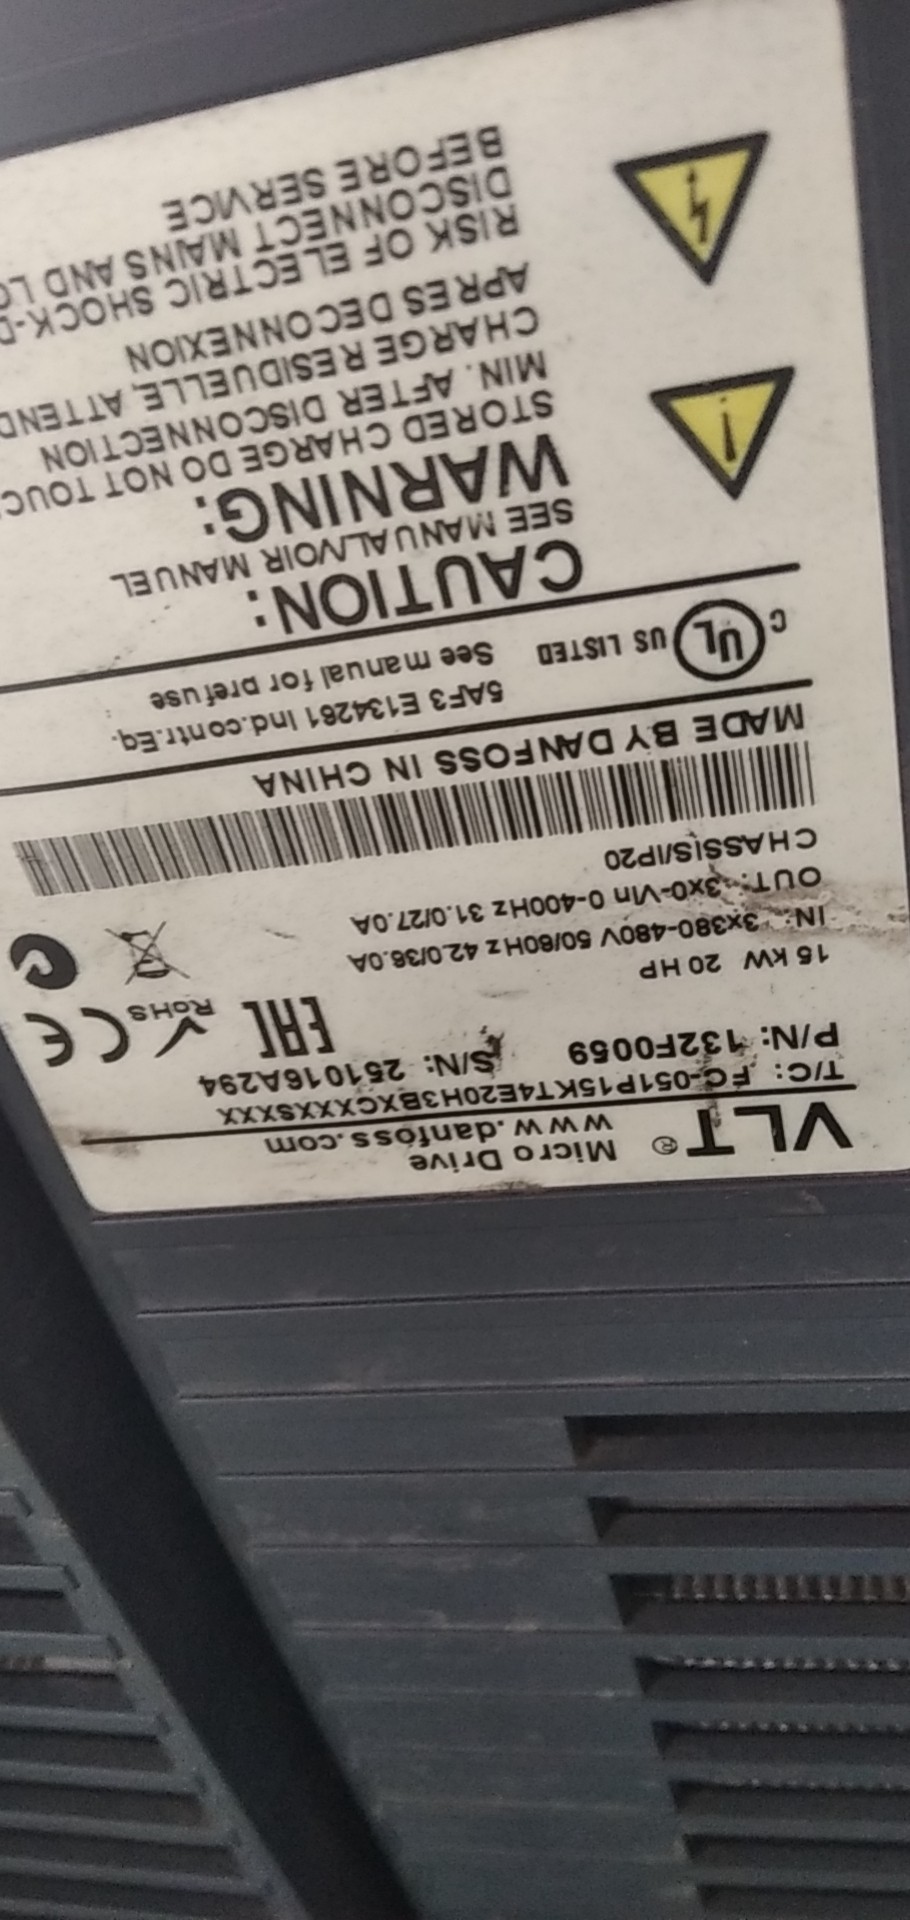 VLT® Micro Drive
www.danfoss.com
T/C: FC-051P15KT4E20H3BXCXXXSXXX
P/N: 132F0059 S/N: 251016A294
15 kW 20 HP
IN: 3x380-480V 50/60Hz 42.0/36.0A
OUT: 3x0-Vin 0-400Hz 31.0/27.0A
CHASSIS/IP20
EAC RoHS CE
MADE BY DANFOSS IN CHINA
C UL US LISTED 5AF3 E134261 Ind.contr.Eq.
See manual for prefuse
CAUTION:
SEE MANUAL/VOIR MANUEL
WARNING:
STORED CHARGE DO NOT TOUC
MIN. AFTER DISCONNECTION
CHARGE RESIDUELLE, ATTEND
APRES DECONNEXION
RISK OF ELECTRIC SHOCK-D
DISCONNECT MAINS AND LO
BEFORE SERVICE